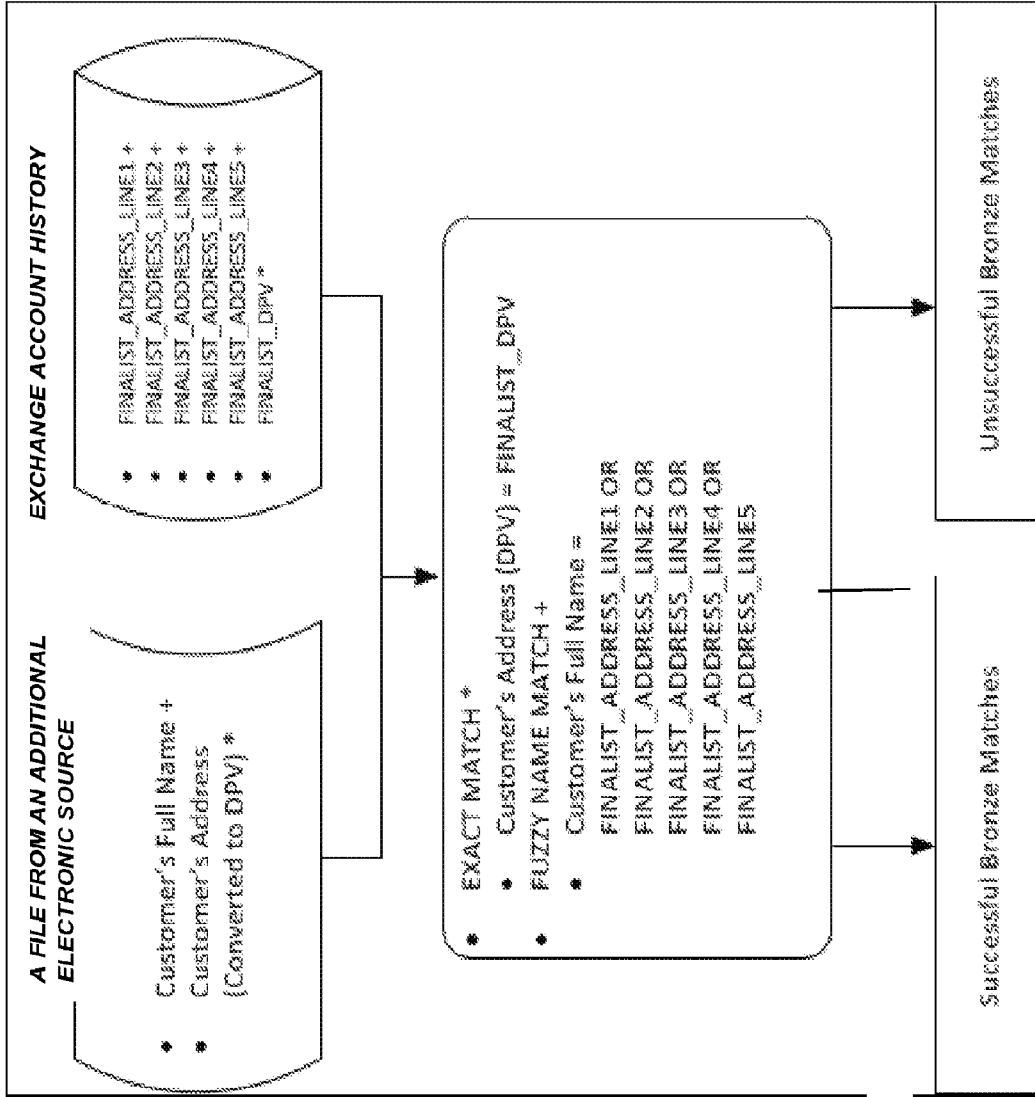 A FILE FROM AN ADDITIONAL
ELECTRONIC SOURCE
• Customer's Full Name +
• Customer's Address
(Converted to DPV) *
EXCHANGE ACCOUNT HISTORY
• FINALIST_ADDRESS_LINE1 +
• FINALIST_ADDRESS_LINE2 +
• FINALIST_ADDRESS_LINE3 +
• FINALIST_ADDRESS_LINE4 +
• FINALIST_ADDRESS_LINE5 +
• FINALIST_DPV *
• EXACT MATCH *
• Customer's Address (DPV) = FINALIST_DPV
• FUZZY NAME MATCH +
• Customer's Full Name =
FINALIST_ADDRESS_LINE1 OR
FINALIST_ADDRESS_LINE2 OR
FINALIST_ADDRESS_LINE3 OR
FINALIST_ADDRESS_LINE4 OR
FINALIST_ADDRESS_LINE5
Successful Bronze Matches
Unsuccessful Bronze Matches